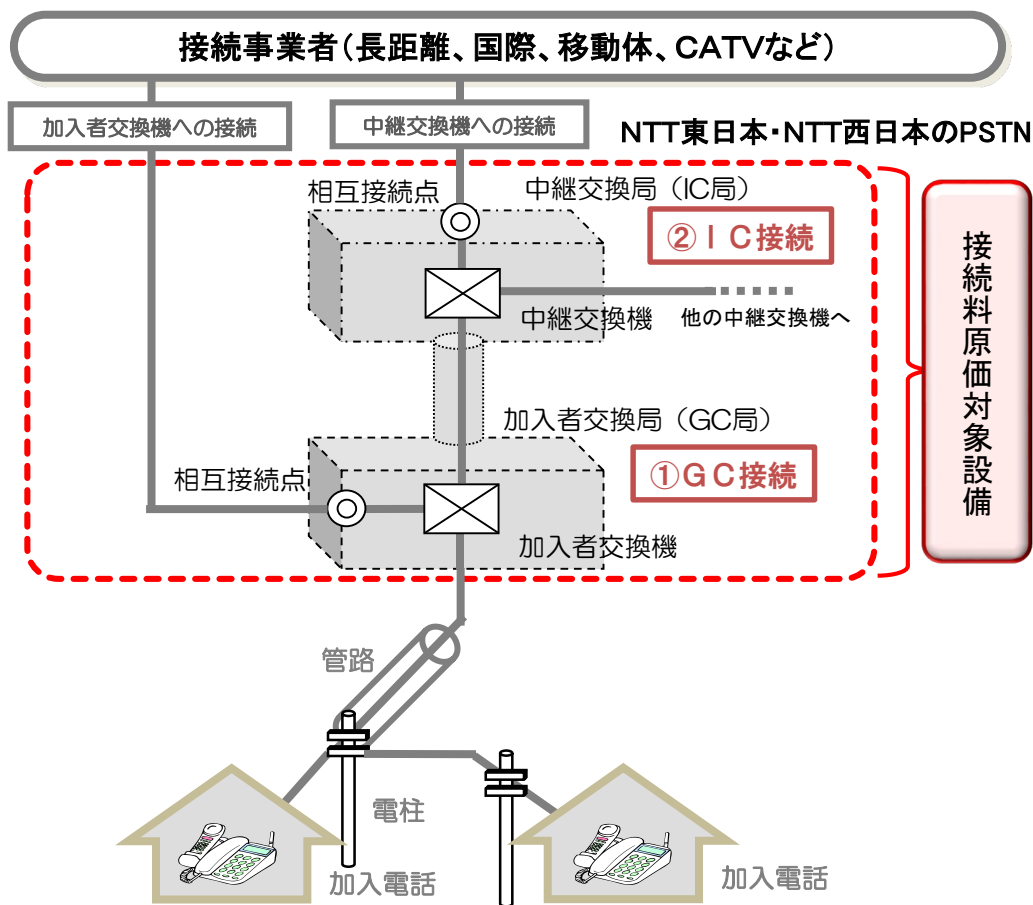 接続事業者(長距離、国際、移動体、CATVなど)
加入者交換機への接続
中継交換機への接続
NTT東日本・NTT西日本のPSTN
相互接続点
中継交換局(IC局)
②IC接続
中継交換機
他の中継交換機へ
接続料原価対象設備
加入者交換局(GC局)
相互接続点
①GC接続
加入者交換機
管路
電柱
加入電話
加入電話